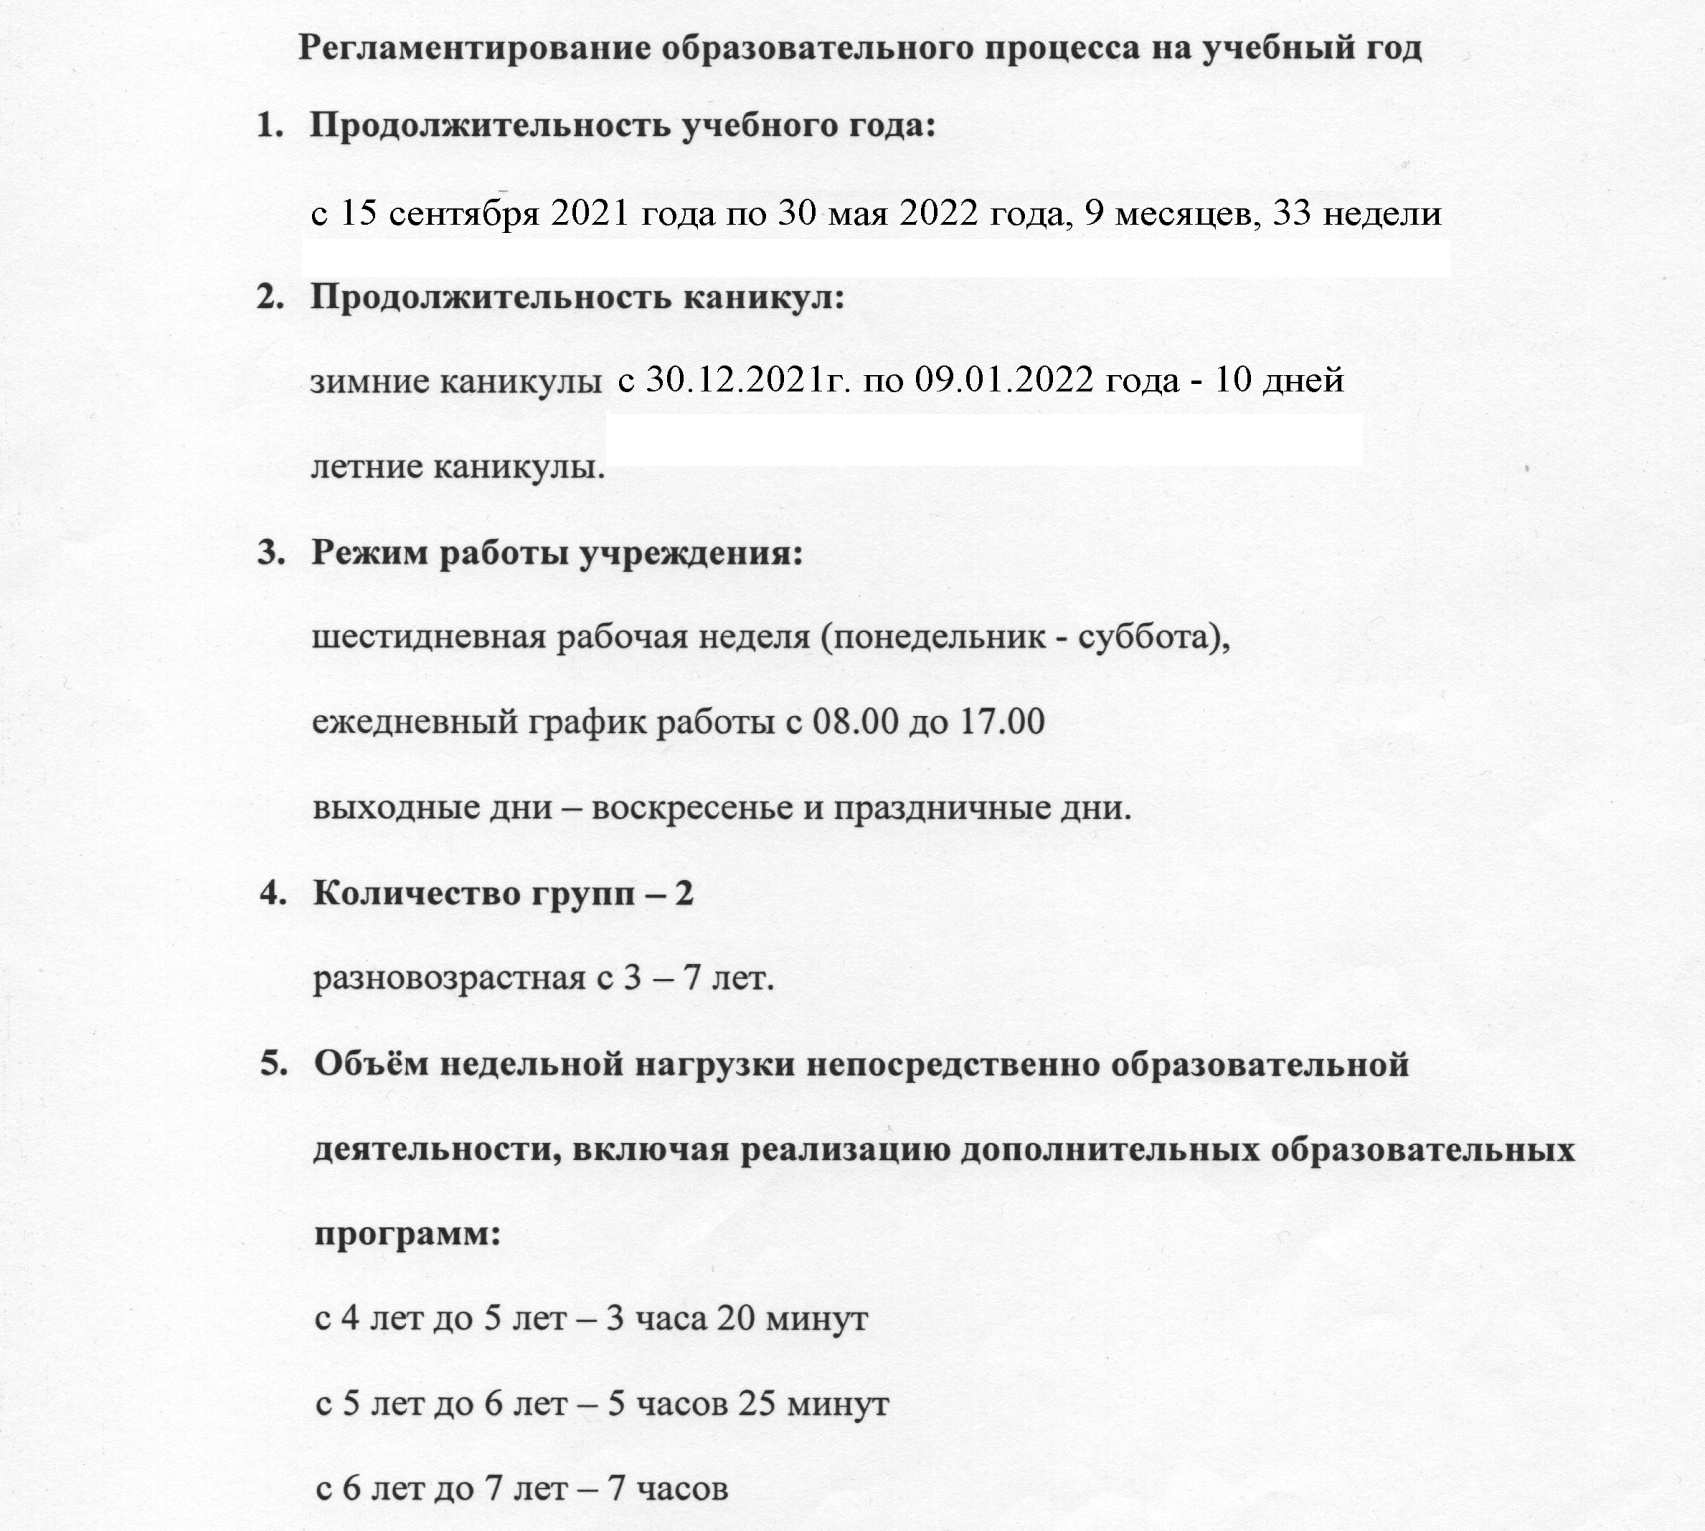 Регламентирование образовательного процесса на учебный год
1. Продолжительность учебного года:
с 15 сентября 2021 года по 30 мая 2022 года, 9 месяцев, 33 недели
2. Продолжительность каникул:
зимние каникулы с 30.12.2021г. по 09.01.2022 года - 10 дней
летние каникулы.
3. Режим работы учреждения:
шестидневная рабочая неделя (понедельник - суббота),
ежедневный график работы с 08.00 до 17.00
выходные дни – воскресенье и праздничные дни.
4. Количество групп – 2
разновозрастная с 3 – 7 лет.
5. Объём недельной нагрузки непосредственно образовательной
деятельности, включая реализацию дополнительных образовательных
программ:
с 4 лет до 5 лет – 3 часа 20 минут
с 5 лет до 6 лет – 5 часов 25 минут
с 6 лет до 7 лет – 7 часов